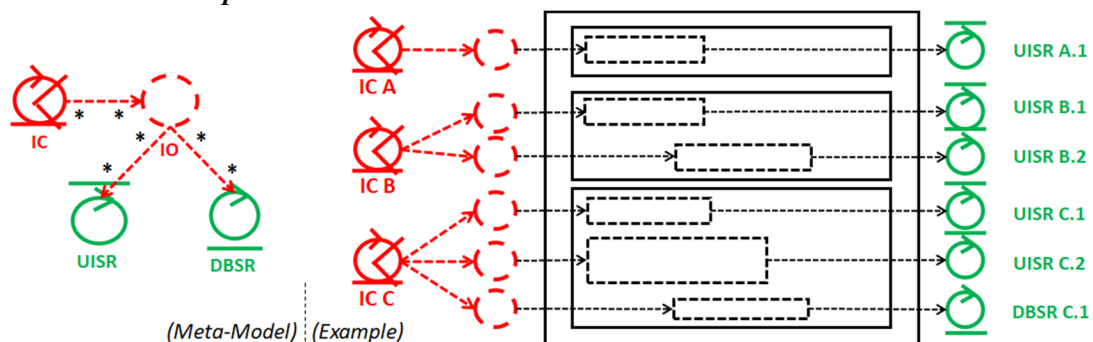 IC
*
*
IO
*
*
*
*
UISR
DBSR
(Meta-Model)
(Example)
IC A
IC B
IC C
UISR A.1
UISR B.1
UISR B.2
UISR C.1
UISR C.2
DBSR C.1